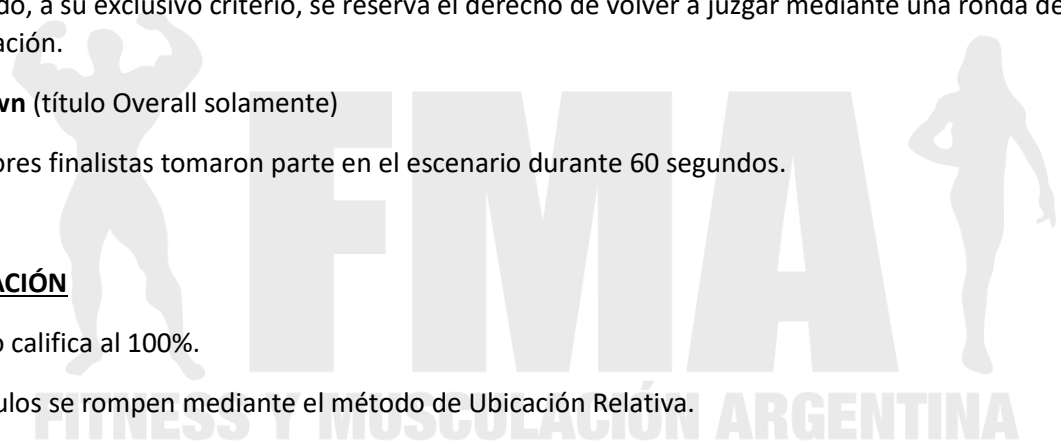 do, a su exclusivo criterio, se reserva el derecho de volver a juzgar mediante una ronda de
ación.
wn (título Overall solamente)
ores finalistas tomaron parte en el escenario durante 60 segundos.
FMA
ACIÓN
o califica al 100%.
ulos se rompen mediante el método de Ubicación Relativa.
FITNESS Y MUSCULACIÓN ARGENTINA